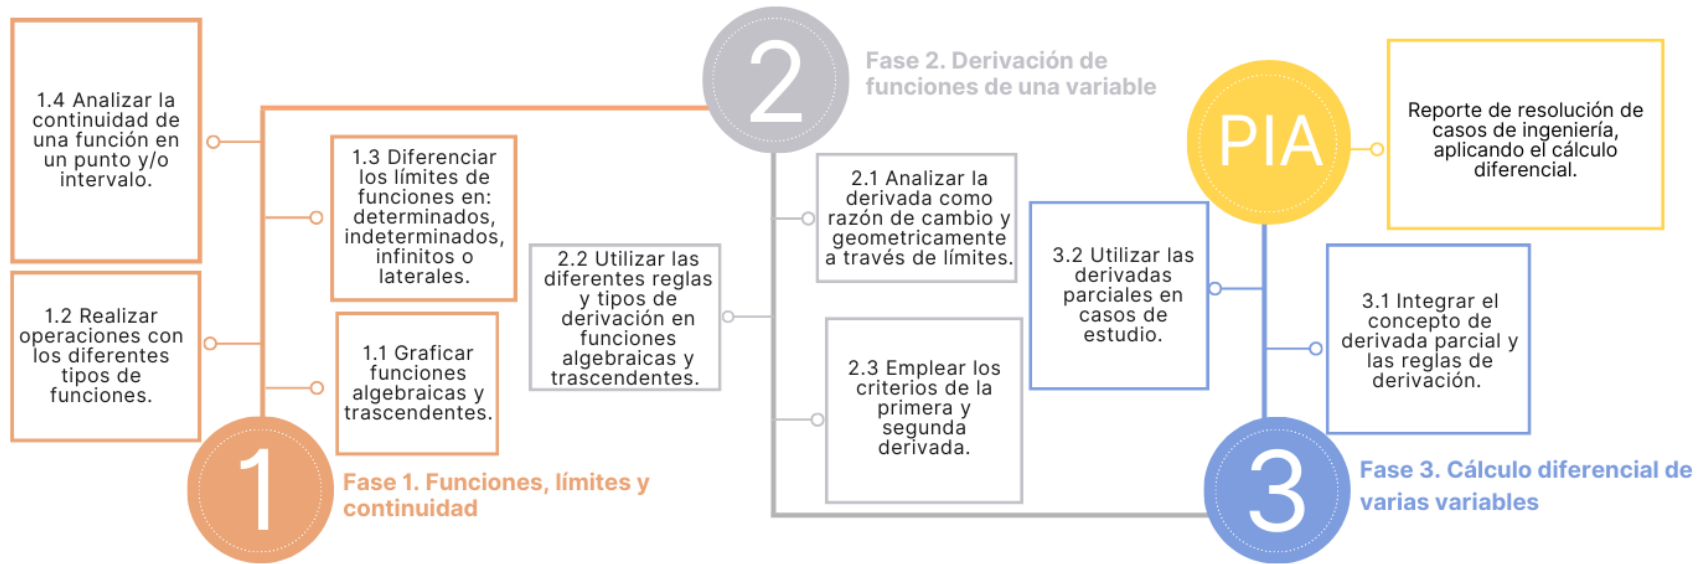 1.4 Analizar la
continuidad de
una función en
un punto y/o
intervalo.
1.3 Diferenciar
los límites de
funciones en:
determinados,
indeterminados,
infinitos o
laterales.
1.2 Realizar
operaciones con
los diferentes
tipos de
funciones.
1.1 Graficar
funciones
algebraicas y
trascendentes.
1
Fase 1. Funciones, límites y
continuidad
2
Fase 2. Derivación de
funciones de una variable
2.1 Analizar la
derivada como
razón de cambio y
geometricamente
a través de límites.
2.2 Utilizar las
diferentes reglas
y tipos de
derivación en
funciones
algebraicas y
trascendentes.
2.3 Emplear los
criterios de la
primera y
segunda
derivada.
PIA
Reporte de resolución de
casos de ingeniería,
aplicando el cálculo
diferencial.
3.2 Utilizar las
derivadas
parciales en
casos de
estudio.
3.1 Integrar el
concepto de
derivada parcial y
las reglas de
derivación.
3
Fase 3. Cálculo diferencial de
varias variables